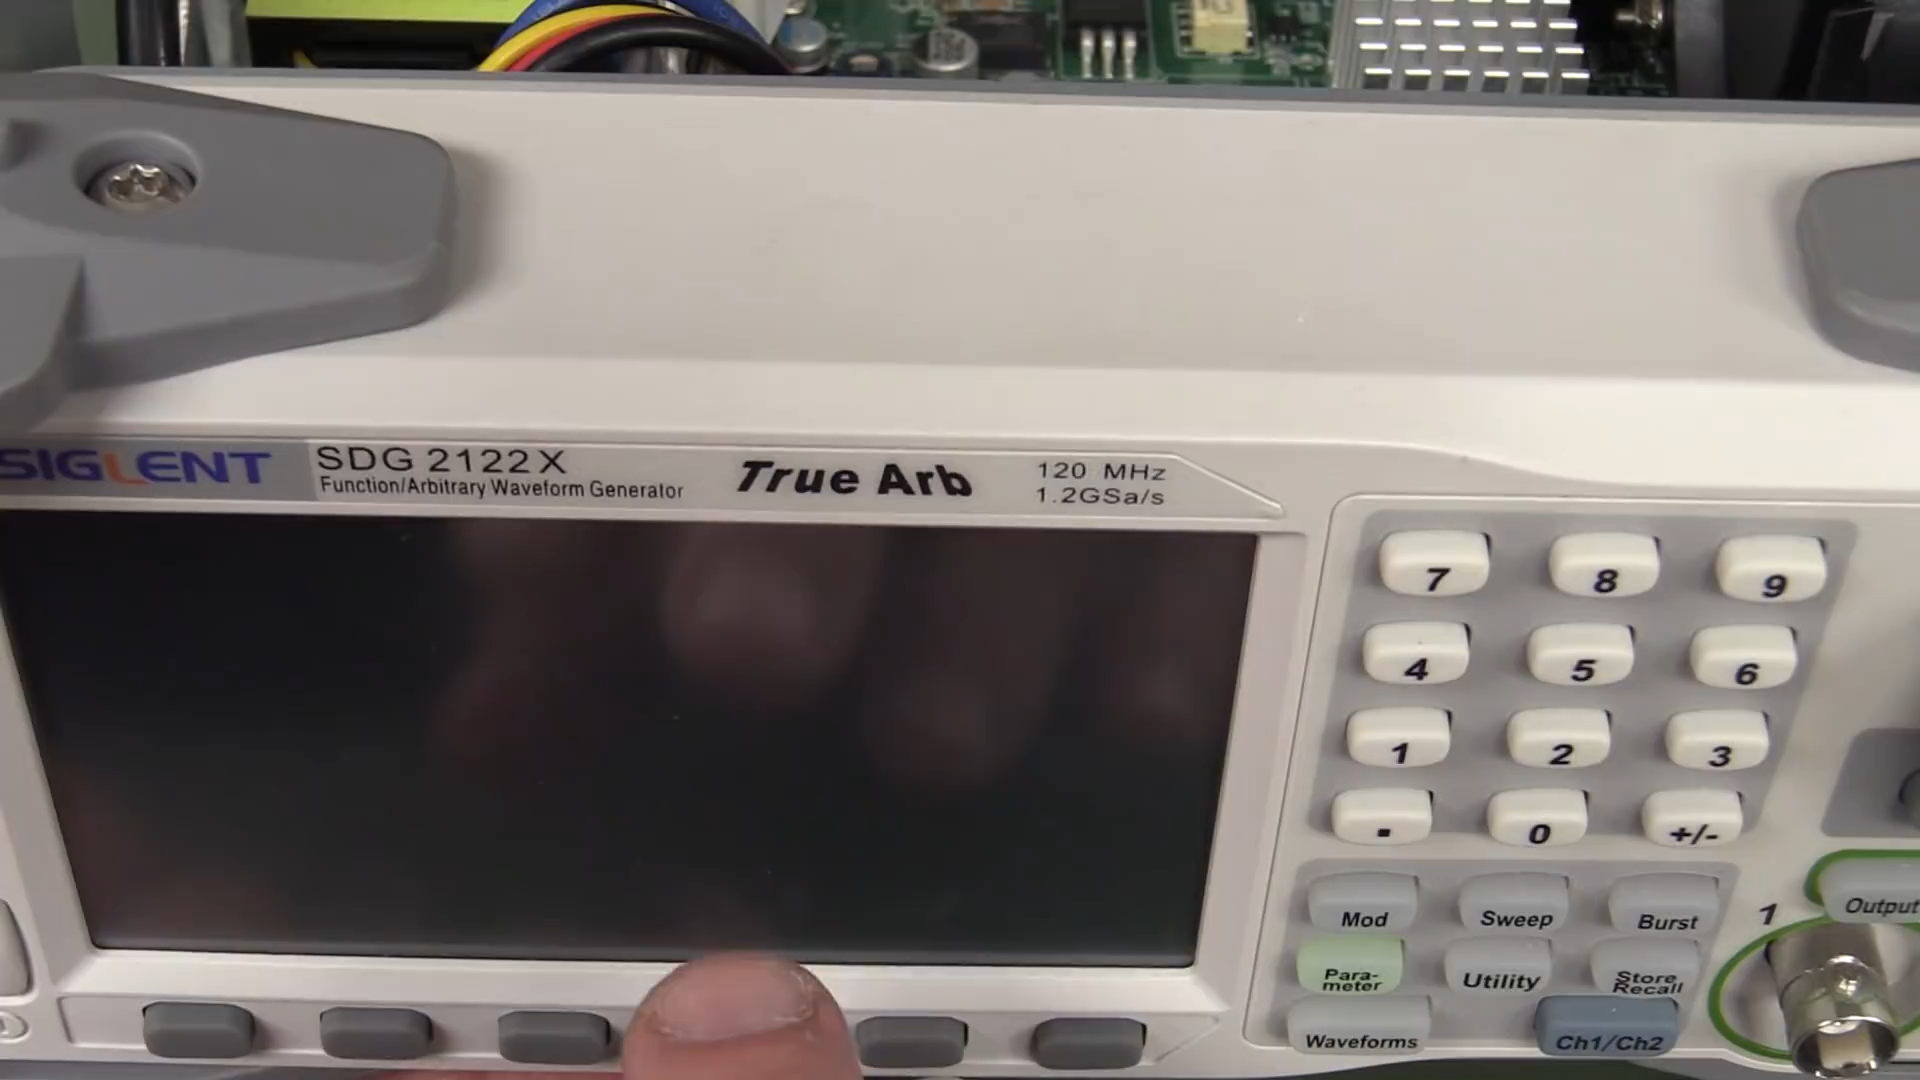 SIGLENT
SDG 2122X
Function/Arbitrary Waveform Generator
True Arb
120 MHz
1.2GSa/s
7 8 9
4 5 6
1 2 3
. 0 +/-
Mod Sweep Burst
Para-
meter
Utility
Store
Recall
Waveforms
Ch1/Ch2
1
Output